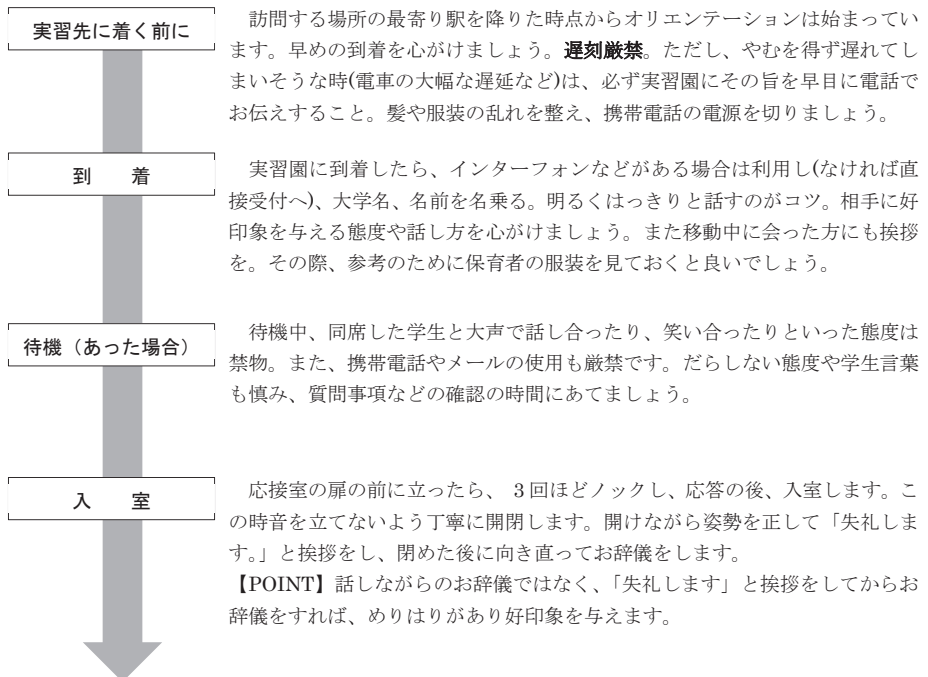 実習先に着く前に
訪問する場所の最寄り駅を降りた時点からオリエンテーションは始まってい
ます。早めの到着を心がけましょう。遅刻厳禁。ただし、やむを得ず遅れてし
まいそうな時(電車の大幅な遅延など)は、必ず実習園にその旨を早目に電話で
お伝えすること。髪や服装の乱れを整え、携帯電話の電源を切りましょう。
到　着
実習園に到着したら、インターフォンなどがある場合は利用し(なければ直
接受付へ)、大学名、名前を名乗る。明るくはっきりと話すのがコツ。相手に好
印象を与える態度や話し方を心がけましょう。また移動中に会った方にも挨拶
を。その際、参考のために保育者の服装を見ておくと良いでしょう。
待機（あった場合）
待機中、同席した学生と大声で話し合ったり、笑い合ったりといった態度は
禁物。また、携帯電話やメールの使用も厳禁です。だらしない態度や学生言葉
も慎み、質問事項などの確認の時間にあてましょう。
入　室
応接室の扉の前に立ったら、 3回ほどノックし、応答の後、入室します。こ
の時音を立てないよう丁寧に開閉します。開けながら姿勢を正して「失礼しま
す。」と挨拶をし、閉めた後に向き直ってお辞儀をします。
【POINT】話しながらのお辞儀ではなく、「失礼します」と挨拶をしてからお
辞儀をすれば、めりはりがあり好印象を与えます。